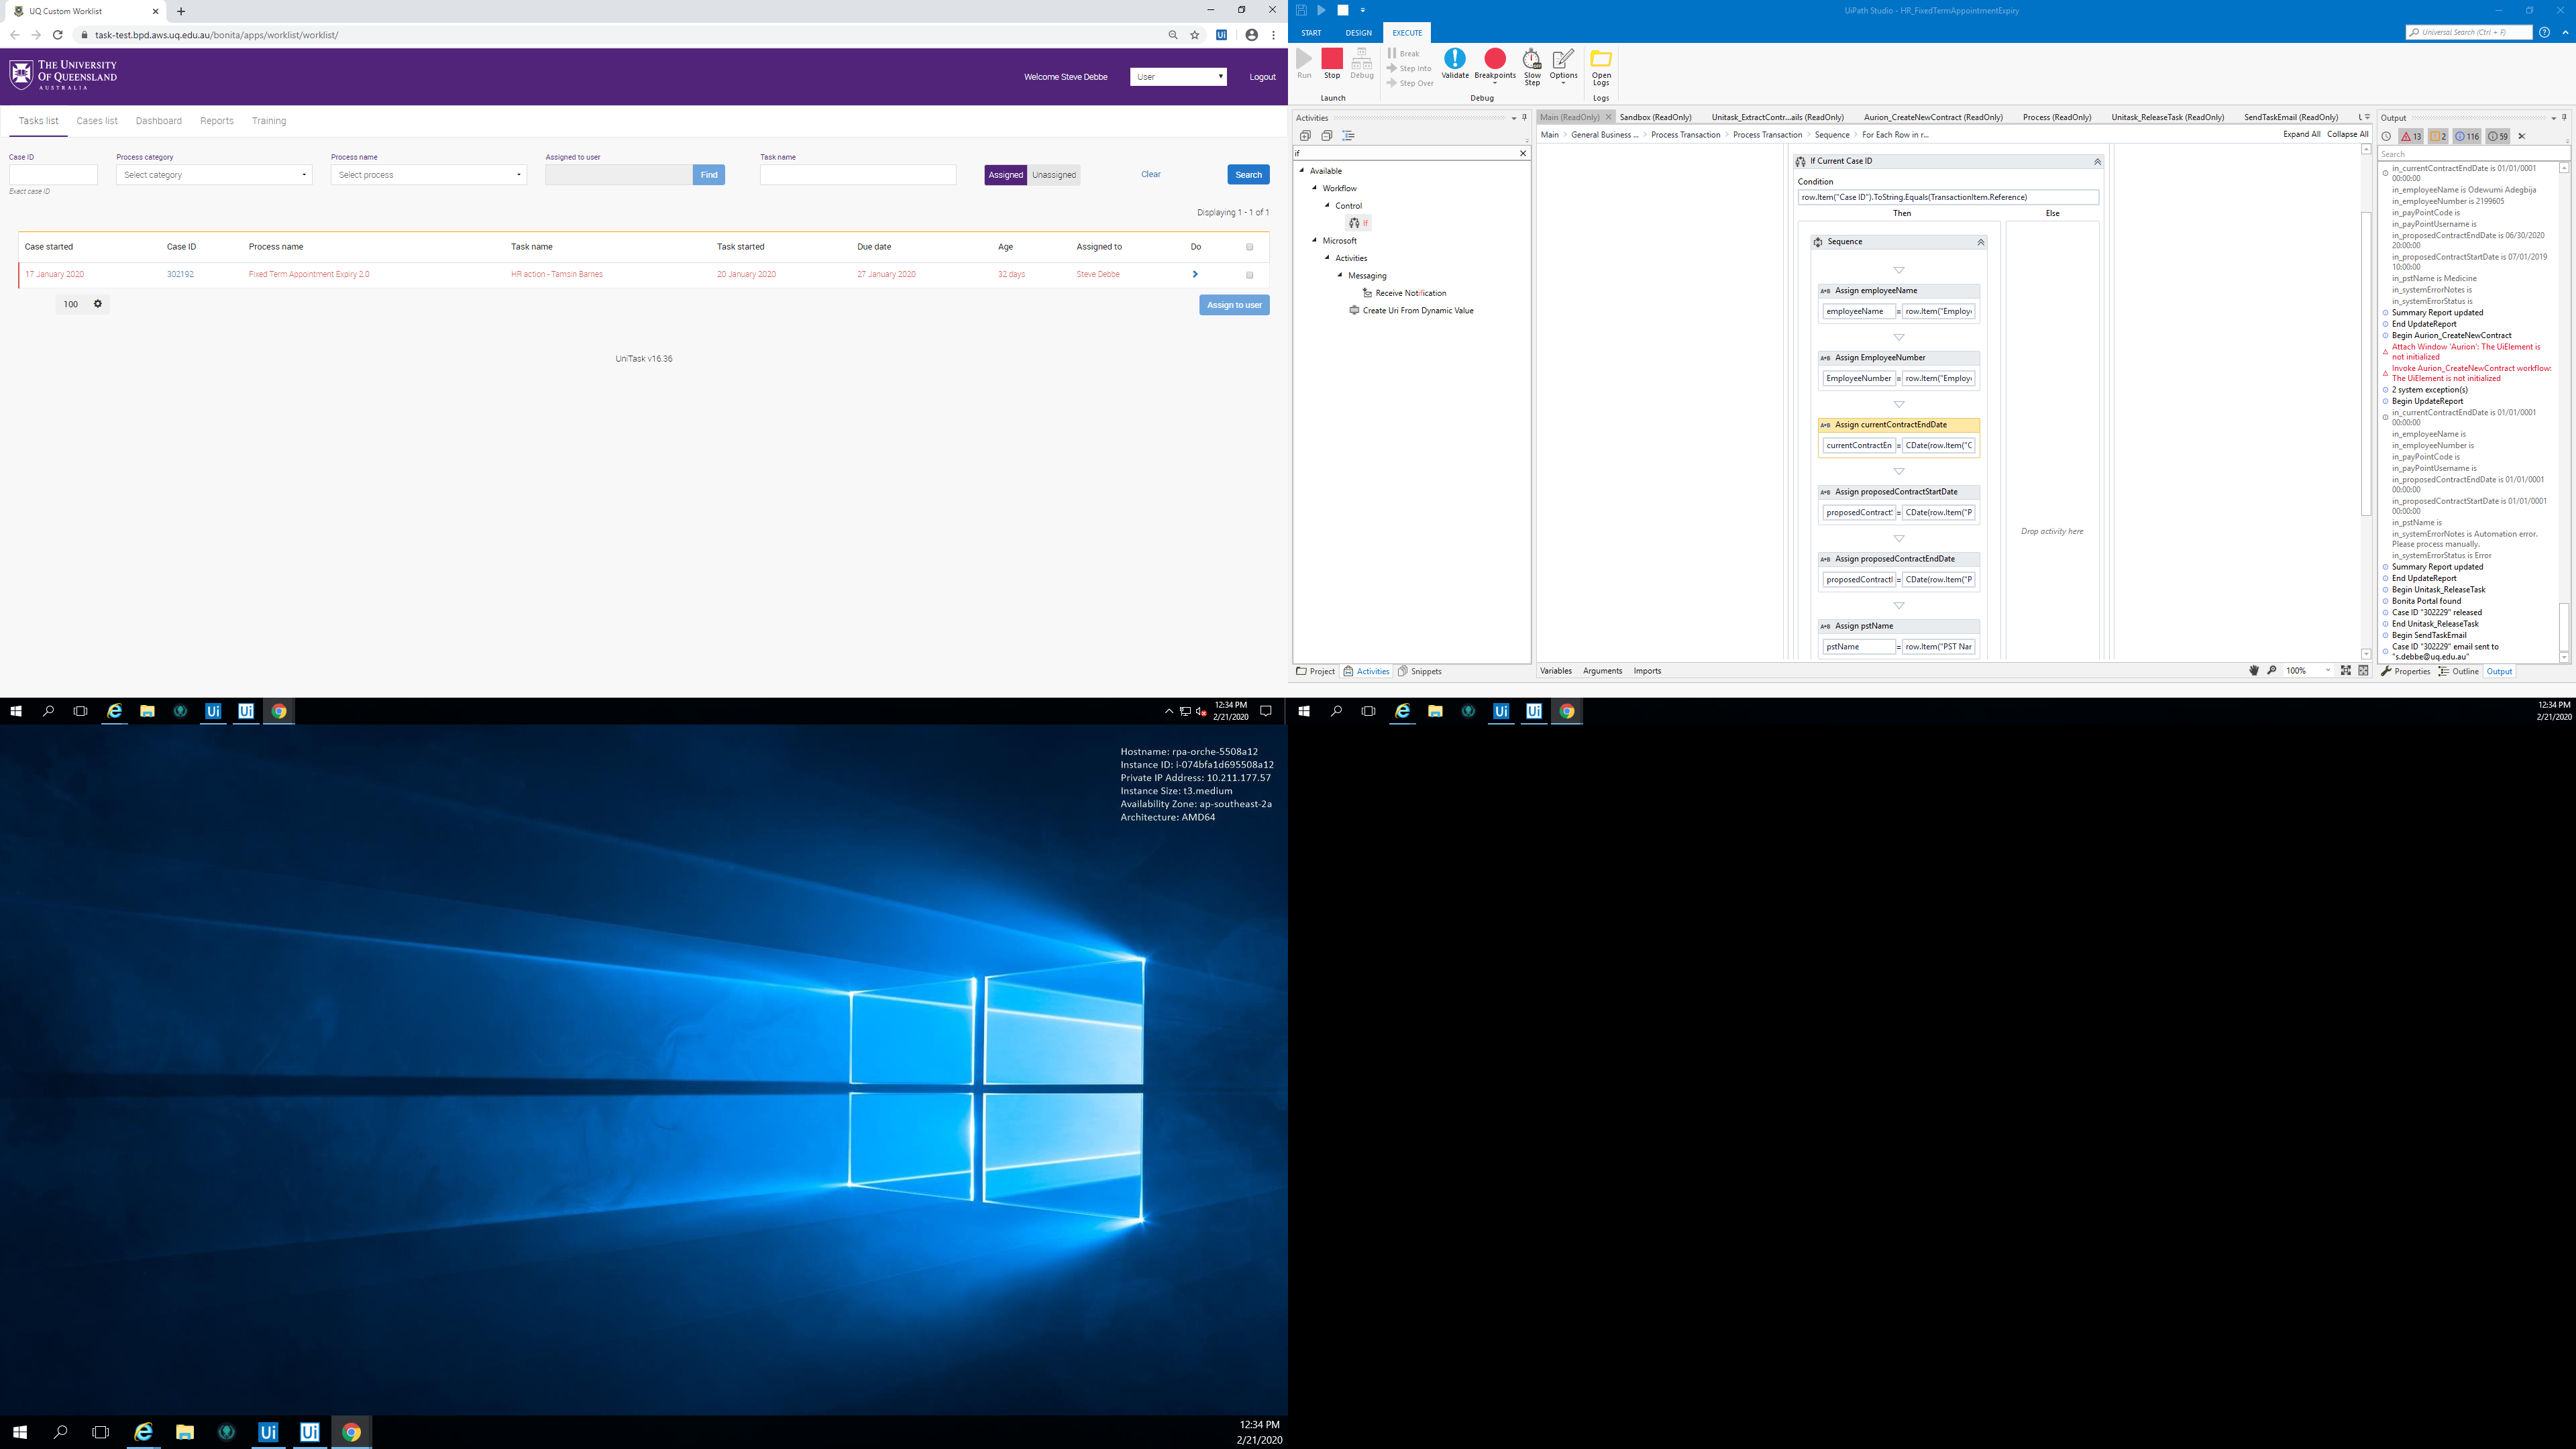 UQ Custom Worklist
task-test.bpd.aws.uq.edu.au/bonita/apps/worklist/worklist/
THE UNIVERSITY
OF QUEENSLAND
AUSTRALIA
Welcome Steve Debbe
User
Logout
Tasks list
Cases list
Dashboard
Reports
Training
Case ID
Process category
Process name
Assigned to user
Task name
Select category
Select process
Find
Assigned
Unassigned
Clear
Search
Exact case ID
Displaying 1 - 1 of 1
Case started Case ID Process name Task name Task started Due date Age Assigned to Do
17 January 2020 302192 Fixed Term Appointment Expiry 2.0 HR action - Tamsin Barnes 20 January 2020 27 January 2020 32 days Steve Debbe
100
Assign to user
UniTask v16.36
12:34 PM
2/21/2020
UiPath Studio - HR_FixedTermAppointmentExpiry
START
DESIGN
EXECUTE
Universal Search (Ctrl + F)
Run
Stop
Debug
Break
Step Into
Step Over
Validate
Breakpoints
Slow Step
Options
Open Logs
Launch
Debug
Logs
Activities
if
Available
Workflow
Control
If
Microsoft
Activities
Messaging
Receive Notification
Create Uri From Dynamic Value
Project
Activities
Snippets
Main (ReadOnly)
Sandbox (ReadOnly)
Unitask_ExtractContr...ails (ReadOnly)
Aurion_CreateNewContract (ReadOnly)
Process (ReadOnly)
Unitask_ReleaseTask (ReadOnly)
SendTaskEmail (ReadOnly)
Main > General Business ... > Process Transaction > Process Transaction > Sequence > For Each Row in r...
Expand All
Collapse All
If Current Case ID
Condition
row.Item("Case ID").ToString.Equals(TransactionItem.Reference)
Then
Else
Sequence
A+B Assign employeeName
employeeName = row.Item("Employ
A+B Assign EmployeeNumber
EmployeeNumber = row.Item("Employ
A+B Assign currentContractEndDate
currentContractEn = CDate(row.Item("C
A+B Assign proposedContractStartDate
proposedContract = CDate(row.Item("P
Drop activity here
A+B Assign proposedContractEndDate
proposedContract = CDate(row.Item("P
A+B Assign pstName
pstName = row.Item("PST Nar
Variables
Arguments
Imports
100%
Output
13
2
116
59
Search
in_currentContractEndDate is 01/01/0001
00:00:00
in_employeeName is Odewumi Adegbija
in_employeeNumber is 2199605
in_payPointCode is
in_payPointUsername is
in_proposedContractEndDate is 06/30/2020
20:00:00
in_proposedContractStartDate is 07/01/2019
10:00:00
in_pstName is Medicine
in_systemErrorNotes is
in_systemErrorStatus is
Summary Report updated
End UpdateReport
Begin Aurion_CreateNewContract
Attach Window 'Aurion': The UiElement is
not initialized
Invoke Aurion_CreateNewContract workflow:
The UiElement is not initialized
2 system exception(s)
Begin UpdateReport
in_currentContractEndDate is 01/01/0001
00:00:00
in_employeeName is
in_employeeNumber is
in_payPointCode is
in_payPointUsername is
in_proposedContractEndDate is 01/01/0001
00:00:00
in_proposedContractStartDate is 01/01/0001
00:00:00
in_pstName is
in_systemErrorNotes is Automation error.
Please process manually.
in_systemErrorStatus is Error
Summary Report updated
End UpdateReport
Begin Unitask_ReleaseTask
Bonita Portal found
Case ID "302229" released
End Unitask_ReleaseTask
Begin SendTaskEmail
Case ID "302229" email sent to
"s.debbe@uq.edu.au"
Properties
Outline
Output
12:34 PM
2/21/2020
Hostname: rpa-orche-5508a12
Instance ID: i-074bfa1d695508a12
Private IP Address: 10.211.177.57
Instance Size: t3.medium
Availability Zone: ap-southeast-2a
Architecture: AMD64
12:34 PM
2/21/2020